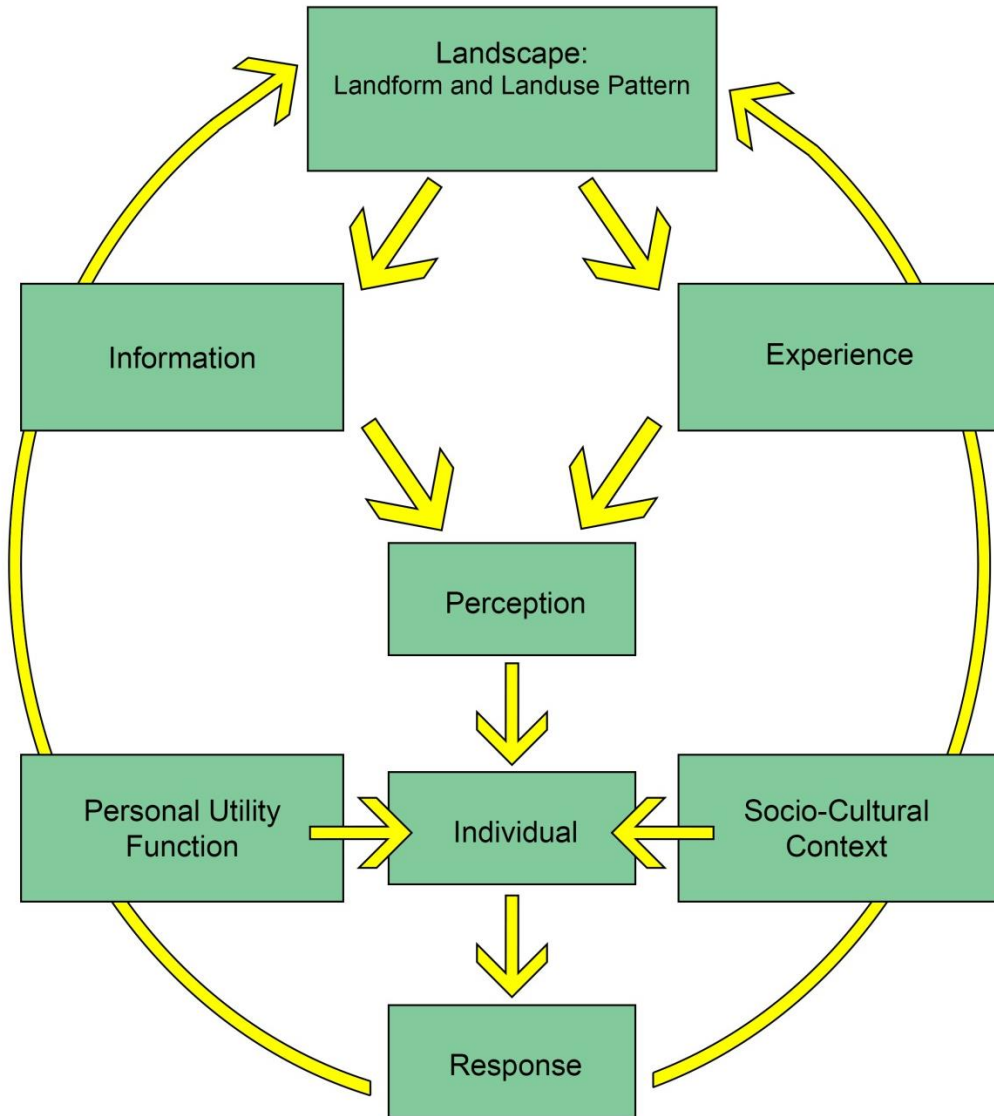 Landscape:
Landform and Landuse Pattern
Information
Experience
Perception
Personal Utility
Function
Individual
Socio-Cultural
Context
Response